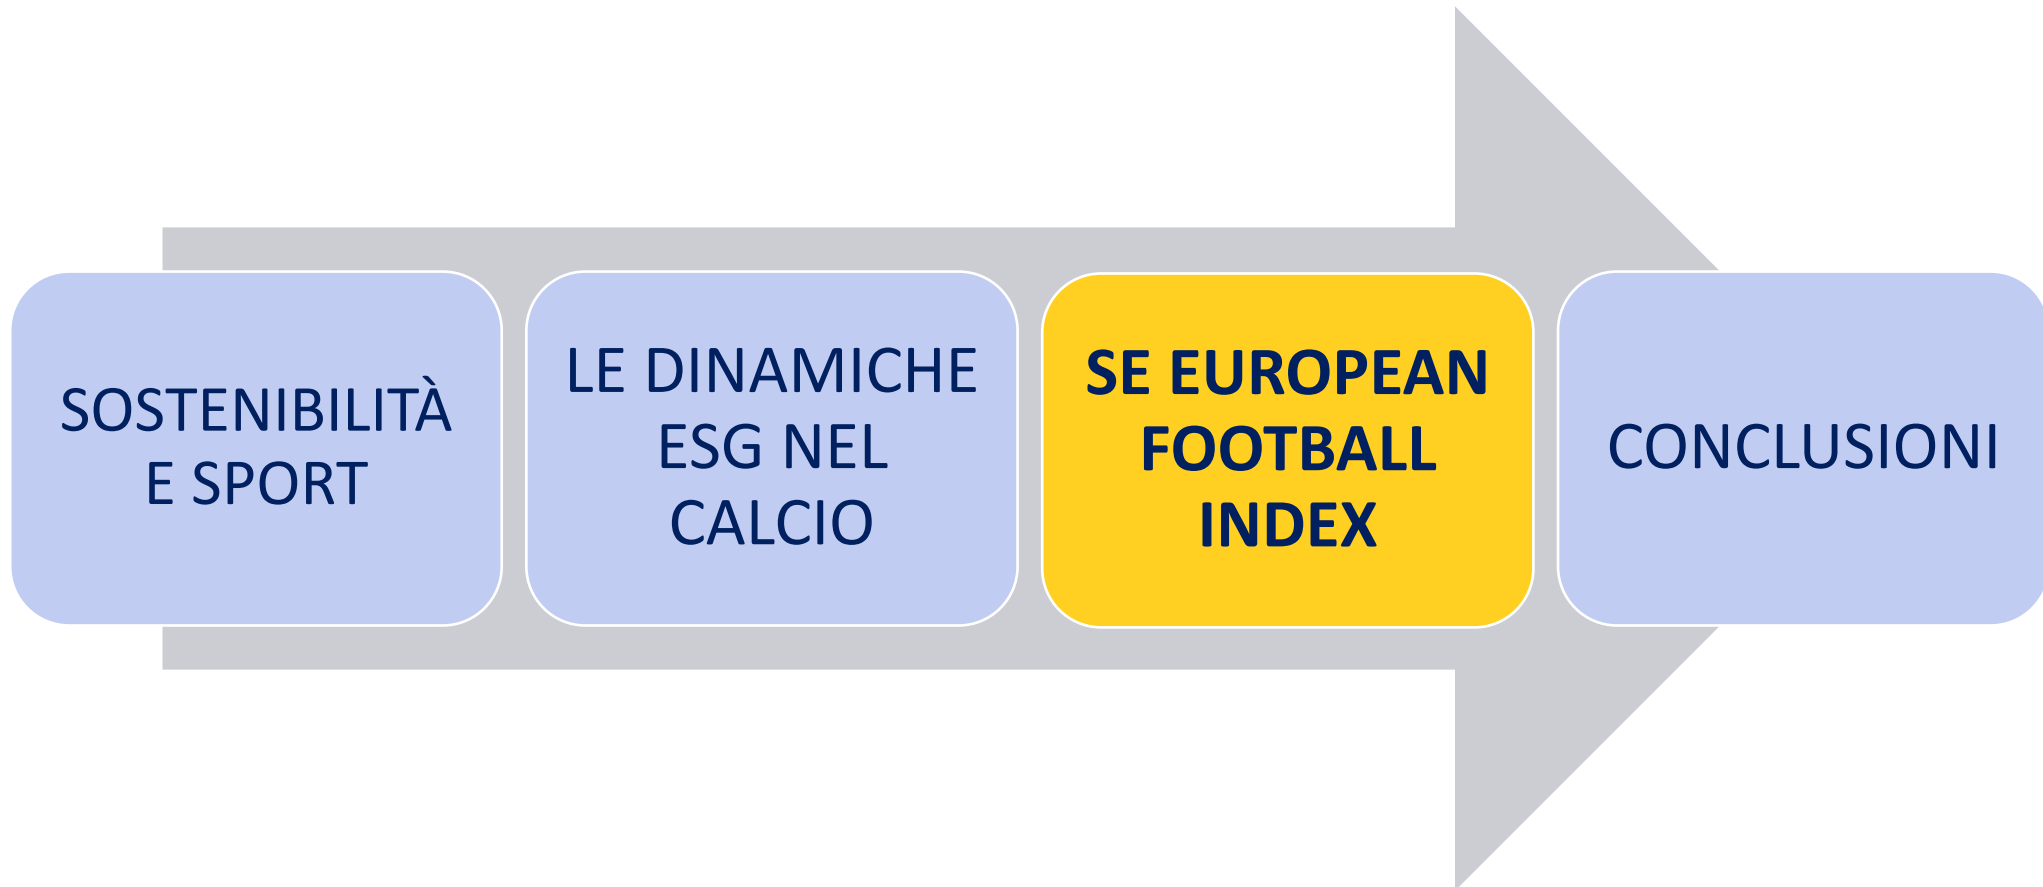 SOSTENIBILITÀ
E SPORT
LE DINAMICHE
ESG NEL
CALCIO
SE EUROPEAN
FOOTBALL
INDEX
CONCLUSIONI